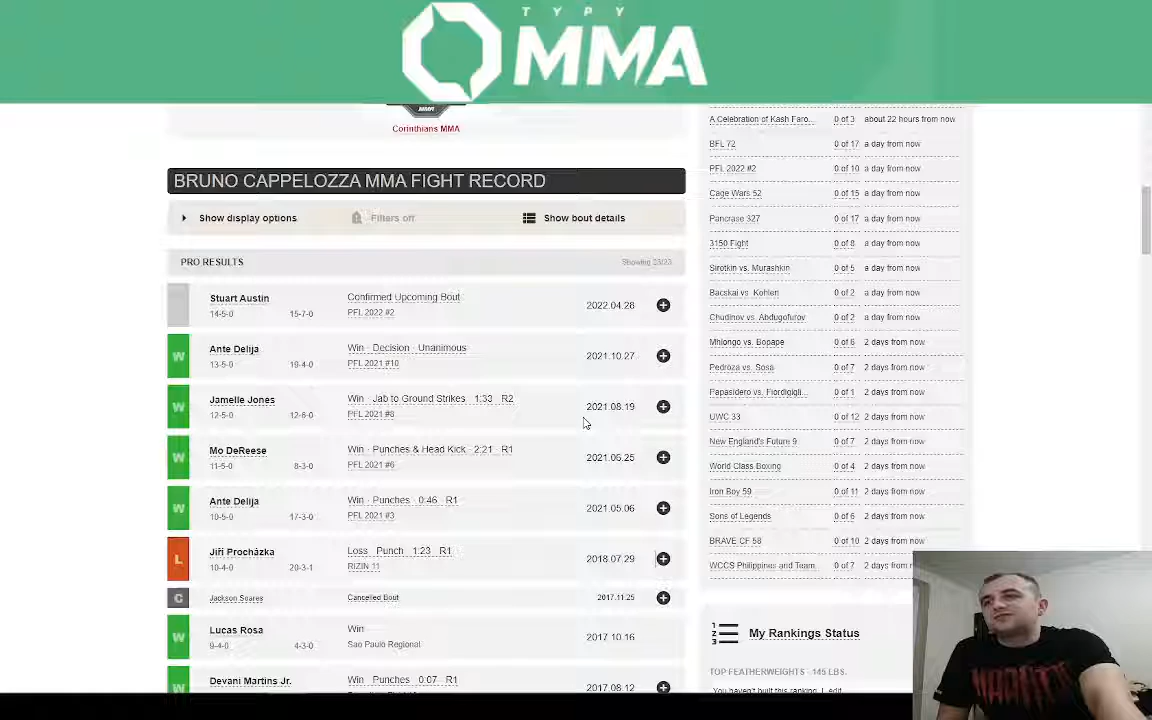 TYPY
MMA
MMA
Corinthians MMA
BRUNO CAPPELOZZA MMA FIGHT RECORD
Show display options
Filters off
Show bout details
PRO RESULTS
Showing 23/23
Stuart Austin
Confirmed Upcoming Bout
14-5-0
15-7-0
PFL 2022 #2
2022.04.28
W
Ante Delija
Win · Decision · Unanimous
13-5-0
19-4-0
PFL 2021 #10
2021.10.27
W
Jamelle Jones
Win · Jab to Ground Strikes · 1:33 · R2
12-5-0
12-8-0
PFL 2021 #8
2021.08.19
W
Mo DeReese
Win · Punches & Head Kick · 2:21 · R1
11-5-0
8-3-0
PFL 2021 #6
2021.06.25
W
Ante Delija
Win · Punches · 0:46 · R1
10-5-0
17-3-0
PFL 2021 #3
2021.05.06
L
Jiří Procházka
Loss · Punch · 1:23 · R1
10-4-0
20-3-1
RIZIN 11
2018.07.29
C
Jackson Soares
Cancelled Bout
2017.11.25
W
Lucas Rosa
Win
9-4-0
4-3-0
Sao Paulo Regional
2017.10.16
W
Devani Martins Jr.
Win · Punches · 0:07 · R1
2017.08.12
A Celebration of Kash Faro... 0 of 3 about 22 hours from now
BFL 72 0 of 17 a day from now
PFL 2022 #2 0 of 10 a day from now
Cage Wars 52 0 of 15 a day from now
Pancrase 327 0 of 17 a day from now
3150 Fight 0 of 8 a day from now
Sirotkin vs. Murashkin 0 of 5 a day from now
Bacskai vs. Kohlen 0 of 2 a day from now
Chudinov vs. Abdugofurov 0 of 2 a day from now
Mhlongo vs. Bopape 0 of 6 2 days from now
Pedroza vs. Sosa 0 of 7 2 days from now
Papasidero vs. Fiordigigli... 0 of 1 2 days from now
UWC 33 0 of 12 2 days from now
New England's Future 9 0 of 7 2 days from now
World Class Boxing 0 of 4 2 days from now
Iron Boy 59 0 of 11 2 days from now
Sons of Legends 0 of 6 2 days from now
BRAVE CF 58 0 of 10 2 days from now
WCCS Philippines and Team... 0 of 7 2 days from
1
2
3
My Rankings Status
TOP FEATHERWEIGHTS - 145 LBS.
You haven't built this ranking.